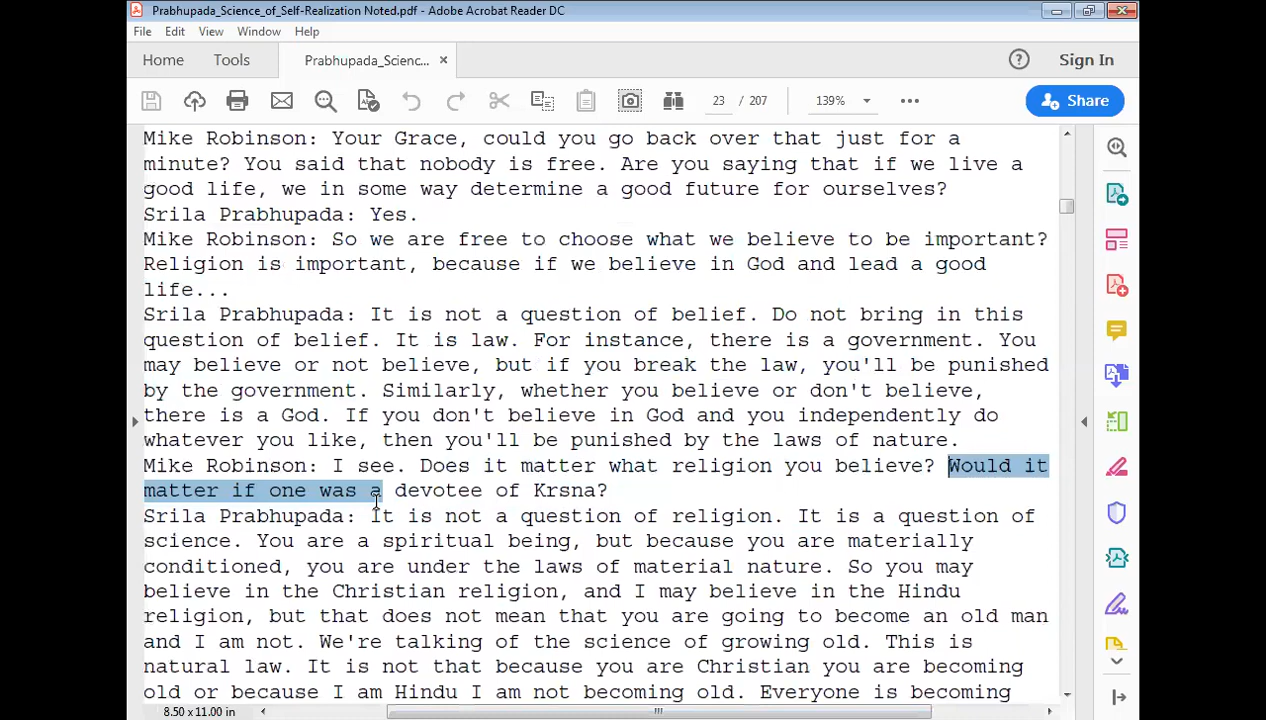 Prabhupada_Science_of_Self-Realization Noted.pdf - Adobe Acrobat Reader DC
File Edit View Window Help
Home Tools Prabhupada_Scienc... × Sign In
23 / 207 139% Share
Mike Robinson: Your Grace, could you go back over that just for a
minute? You said that nobody is free. Are you saying that if we live a
good life, we in some way determine a good future for ourselves?
Srila Prabhupada: Yes.
Mike Robinson: So we are free to choose what we believe to be important?
Religion is important, because if we believe in God and lead a good
life...
Srila Prabhupada: It is not a question of belief. Do not bring in this
question of belief. It is law. For instance, there is a government. You
may believe or not believe, but if you break the law, you'll be punished
by the government. Similarly, whether you believe or don't believe,
there is a God. If you don't believe in God and you independently do
whatever you like, then you'll be punished by the laws of nature.
Mike Robinson: I see. Does it matter what religion you believe? Would it
matter if one was a devotee of Krsna?
Srila Prabhupada: It is not a question of religion. It is a question of
science. You are a spiritual being, but because you are materially
conditioned, you are under the laws of material nature. So you may
believe in the Christian religion, and I may believe in the Hindu
religion, but that does not mean that you are going to become an old man
and I am not. We're talking of the science of growing old. This is
natural law. It is not that because you are Christian you are becoming
old or because I am Hindu I am not becoming old. Everyone is becoming
8.50 x 11.00 in